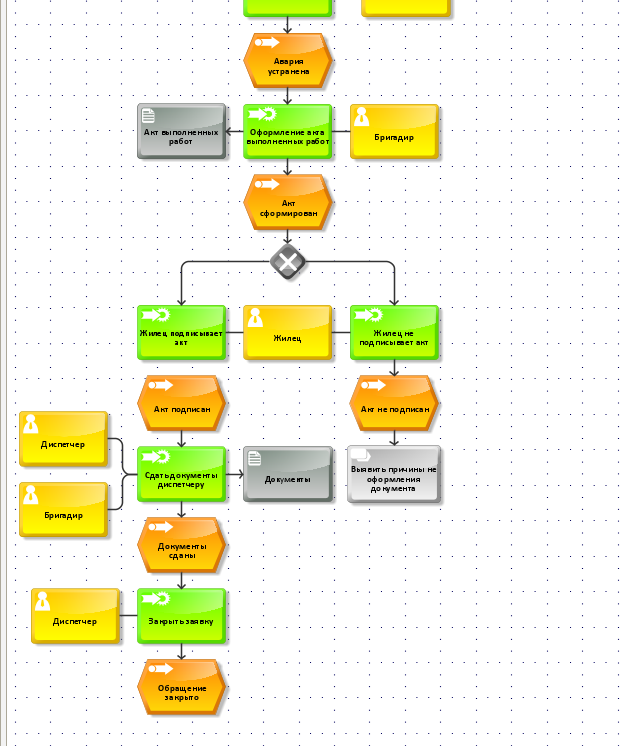 Авария
устранена
Акт выполненных
работ
Оформление акта
выполненных работ
Бригадир
Акт
сформирован
Жилец подписывает
акт
Жилец
Жилец не
подписывает акт
Акт подписан
Акт не подписан
Диспетчер
Бригадир
Сдать документы
диспетчеру
Документы
Выявить причины не
оформления
документа
Документы
сданы
Диспетчер
Закрыть заявку
Обращение
закрыто